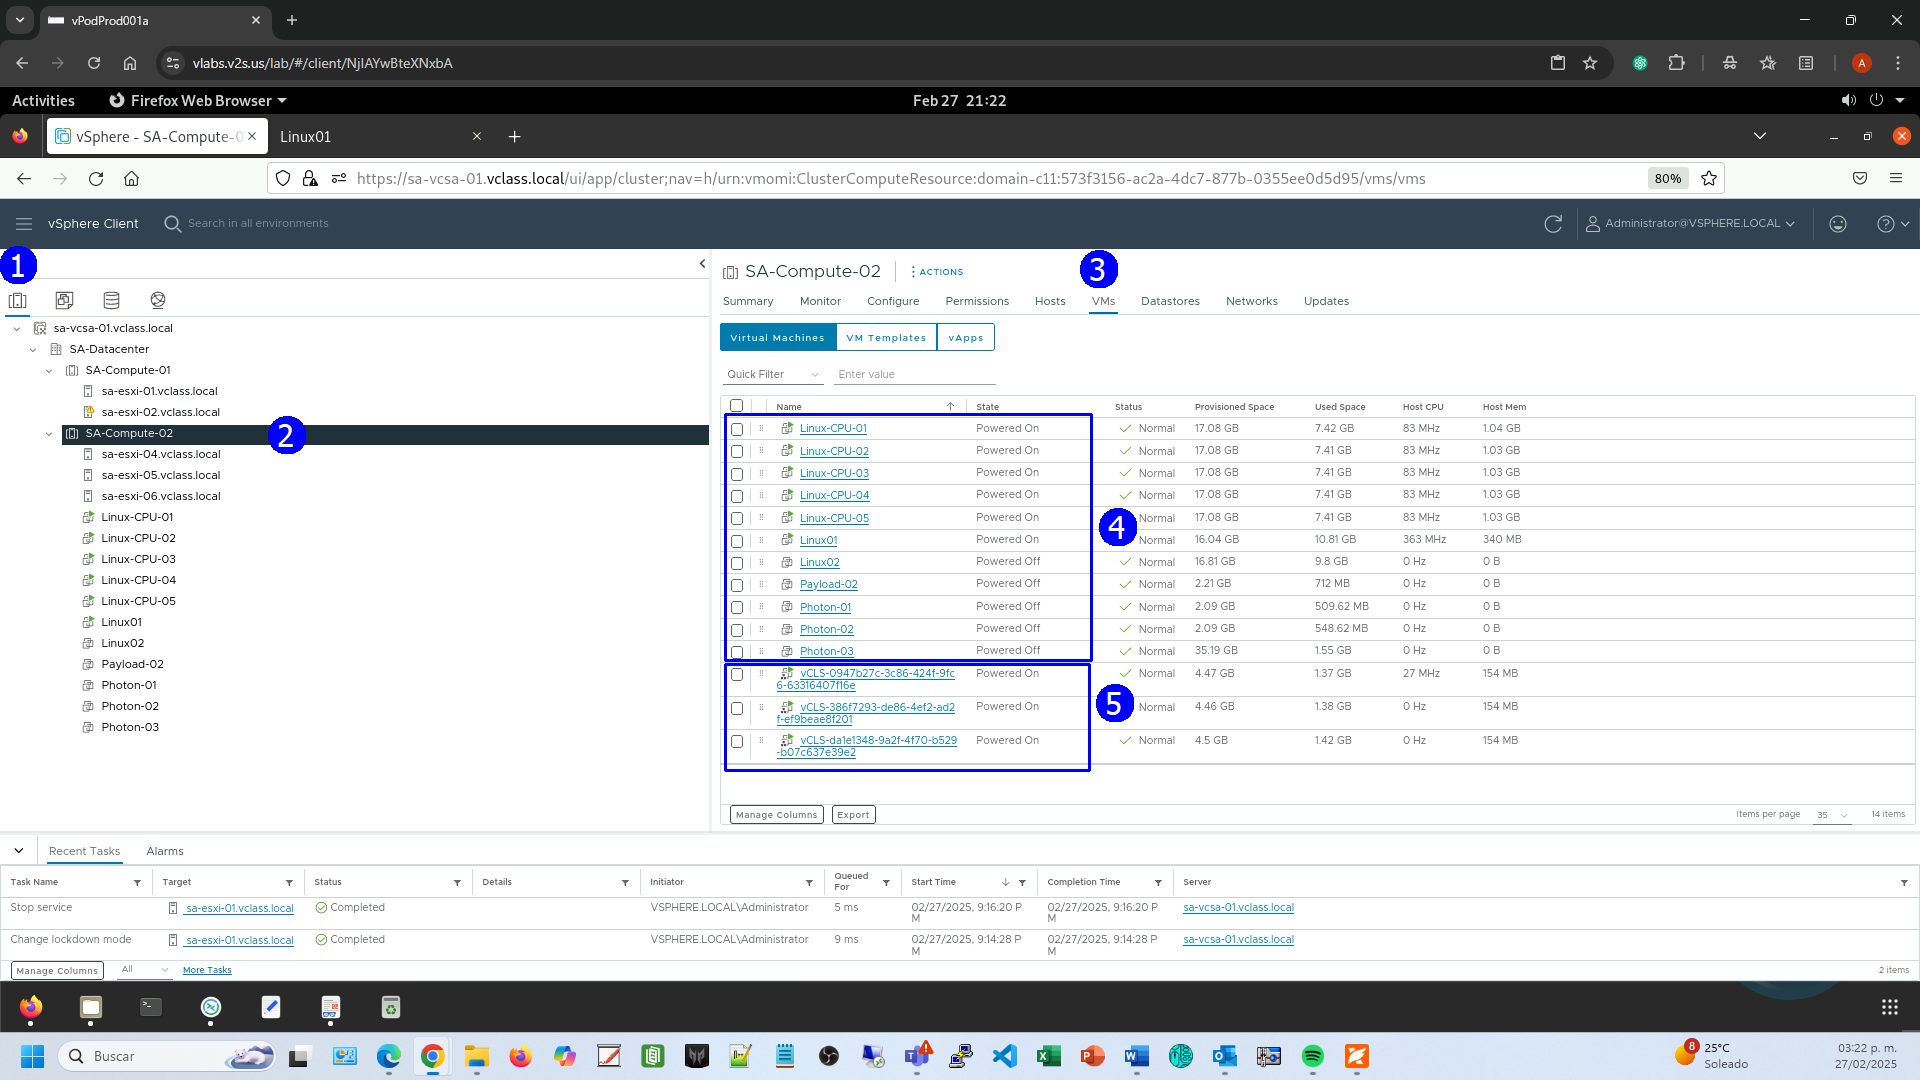 vPodProd001a
vlabs.v2s.us/lab/#/client/NjIAYwBteXNxbA
A
Activities
Firefox Web Browser
Feb 27 21:22
vSphere - SA-Compute-0
Linux01
https://sa-vcsa-01.vclass.local/ui/app/cluster;nav=h/urn:vmomi:ClusterComputeResource:domain-c11:573f3156-ac2a-4dc7-877b-0355ee0d5d95/vms/vms
80%
vSphere Client
Search in all environments
Administrator@VSPHERE.LOCAL
1
sa-vcsa-01.vclass.local
SA-Datacenter
SA-Compute-01
sa-esxi-01.vclass.local
sa-esxi-02.vclass.local
SA-Compute-02
2
sa-esxi-04.vclass.local
sa-esxi-05.vclass.local
sa-esxi-06.vclass.local
Linux-CPU-01
Linux-CPU-02
Linux-CPU-03
Linux-CPU-04
Linux-CPU-05
Linux01
Linux02
Payload-02
Photon-01
Photon-02
Photon-03
SA-Compute-02
ACTIONS
3
Summary Monitor Configure Permissions Hosts VMs Datastores Networks Updates
Virtual Machines VM Templates vApps
Quick Filter Enter value
Name State Status Provisioned Space Used Space Host CPU Host Mem
Linux-CPU-01 Powered On Normal 17.08 GB 7.42 GB 83 MHz 1.04 GB
Linux-CPU-02 Powered On Normal 17.08 GB 7.41 GB 83 MHz 1.03 GB
Linux-CPU-03 Powered On Normal 17.08 GB 7.41 GB 83 MHz 1.03 GB
Linux-CPU-04 Powered On Normal 17.08 GB 7.41 GB 83 MHz 1.03 GB
Linux-CPU-05 Powered On Normal 17.08 GB 7.41 GB 83 MHz 1.03 GB
4
Linux01 Powered On Normal 16.04 GB 10.81 GB 363 MHz 340 MB
Linux02 Powered Off Normal 16.81 GB 9.8 GB 0 Hz 0 B
Payload-02 Powered Off Normal 2.21 GB 712 MB 0 Hz 0 B
Photon-01 Powered Off Normal 2.09 GB 509.62 MB 0 Hz 0 B
Photon-02 Powered Off Normal 2.09 GB 548.62 MB 0 Hz 0 B
Photon-03 Powered Off Normal 35.19 GB 1.55 GB 0 Hz 0 B
vCLS-0947b27c-3c86-424f-9fc Powered On Normal 4.47 GB 1.37 GB 27 MHz 154 MB
6-63316407f16e
5
vCLS-386f7293-de86-4ef2-ad2 Powered On Normal 4.46 GB 1.38 GB 0 Hz 154 MB
f-ef9beae8f201
vCLS-da1e1348-9a2f-4f70-b529 Powered On Normal 4.5 GB 1.42 GB 0 Hz 154 MB
-b07c637e39e2
Manage Columns Export Items per page 35 14 items
Recent Tasks Alarms
Task Name Target Status Details Initiator Queued For Start Time Completion Time Server
Stop service sa-esxi-01.vclass.local Completed VSPHERE.LOCAL\Administrator 5 ms 02/27/2025, 9:16:20 P 02/27/2025, 9:16:20 P sa-vcsa-01.vclass.local
M M
Change lockdown mode sa-esxi-01.vclass.local Completed VSPHERE.LOCAL\Administrator 9 ms 02/27/2025, 9:14:28 P 02/27/2025, 9:14:28 P sa-vcsa-01.vclass.local
M M
Manage Columns All More Tasks 2 items
Buscar
8
25°C
Soleado
03:22 p. m.
27/02/2025